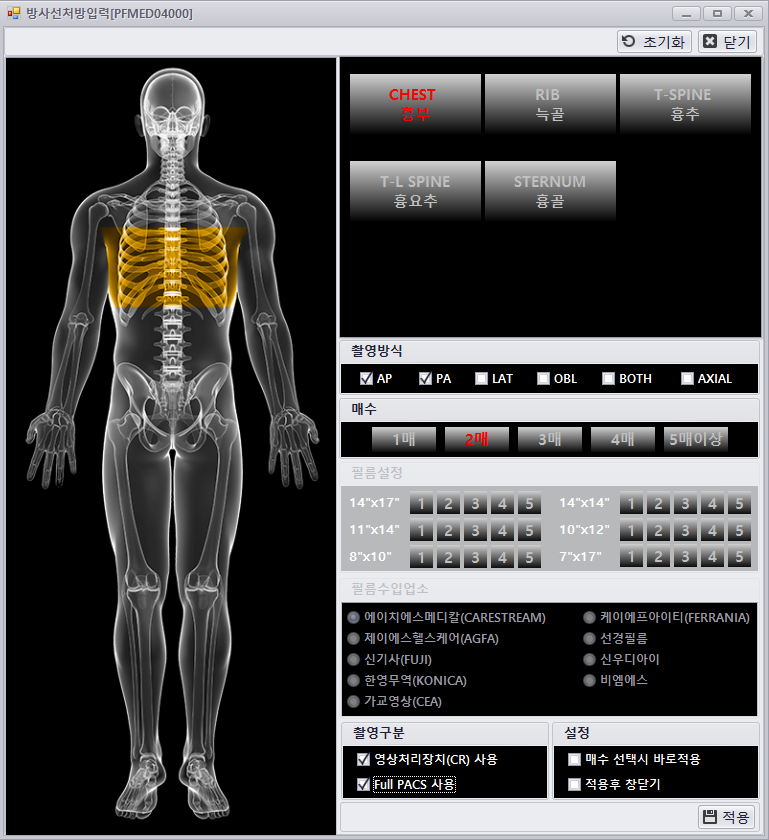 방사선처방입력[PFMED04000]
초기화 닫기
CHEST RIB T-SPINE
흉부 늑골 흉추
T-L SPINE STERNUM
흉요추 흉골
촬영방식
AP PA LAT OBL BOTH AXIAL
매수
1매 2매 3매 4매 5매이상
필름설정
14"x17" 1 2 3 4 5 14"x14" 1 2 3 4 5
11"x14" 1 2 3 4 5 10"x12" 1 2 3 4 5
8"x10" 1 2 3 4 5 7"x17" 1 2 3 4 5
필름수입업소
에이치에스메디칼(CARESTREAM) 케이에프아이티(FERRANIA)
제이에스헬스케어(AGFA) 선경필름
신기사(FUJI) 신우디아이
한영무역(KONICA) 비엠에스
가교영상(CEA)
촬영구분 설정
영상처리장치(CR) 사용 매수 선택시 바로적용
Full PACS 사용 적용후 창닫기
적용